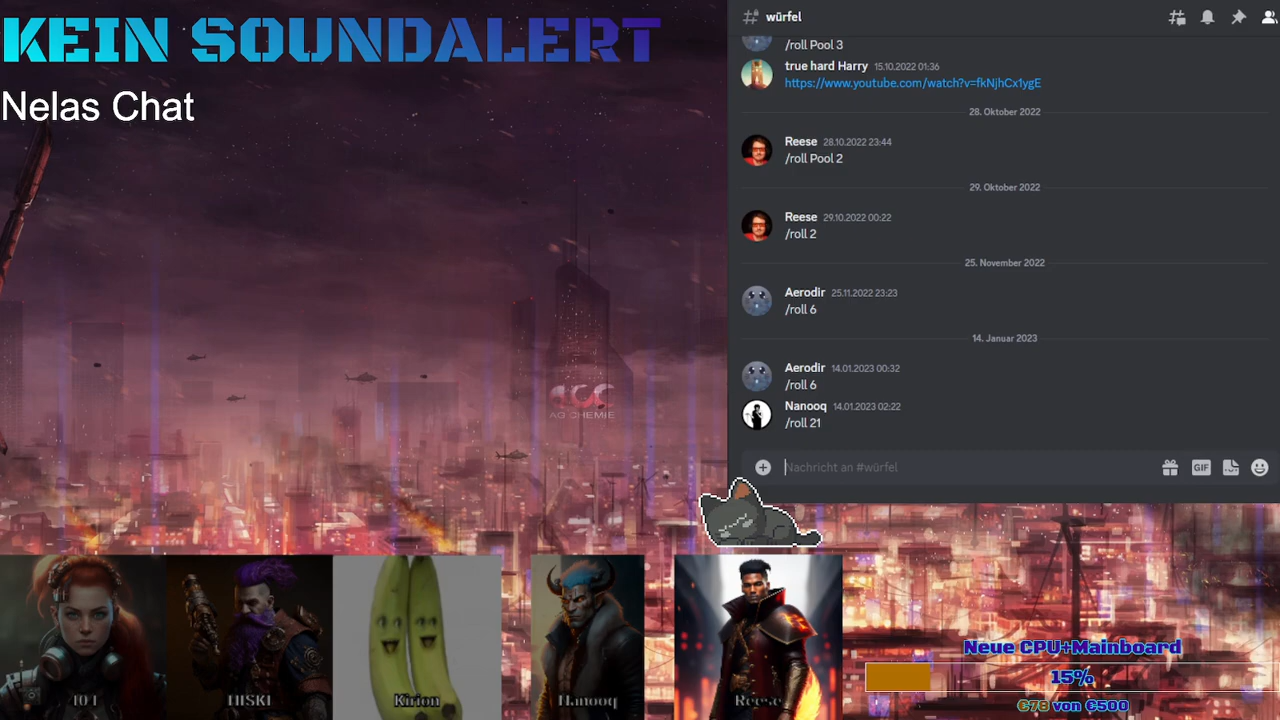 KEIN SOUNDALERT
Nelas Chat
würfel
/roll Pool 3
true hard Harry 15.10.2022 01:36
https://www.youtube.com/watch?v=fkNjhCx1ygE
28. Oktober 2022
Reese 28.10.2022 23:44
/roll Pool 2
29. Oktober 2022
Reese 29.10.2022 00:22
/roll 2
25. November 2022
Aerodir 25.11.2022 23:23
/roll 6
14. Januar 2023
Aerodir 14.01.2023 00:32
/roll 6
Nanooq 14.01.2023 02:22
/roll 21
Nachricht an #würfel
GIF
AG CHEMIE
Kirion
Nanooq
Reese
Neue CPU+Mainboard
15%
€78 von €500